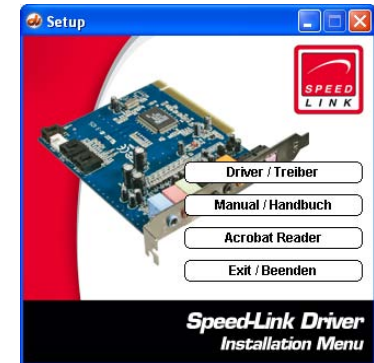 Setup
SPEED
LINK
Driver / Treiber
Manual / Handbuch
Acrobat Reader
Exit / Beenden
Speed-Link Driver
Installation Menu